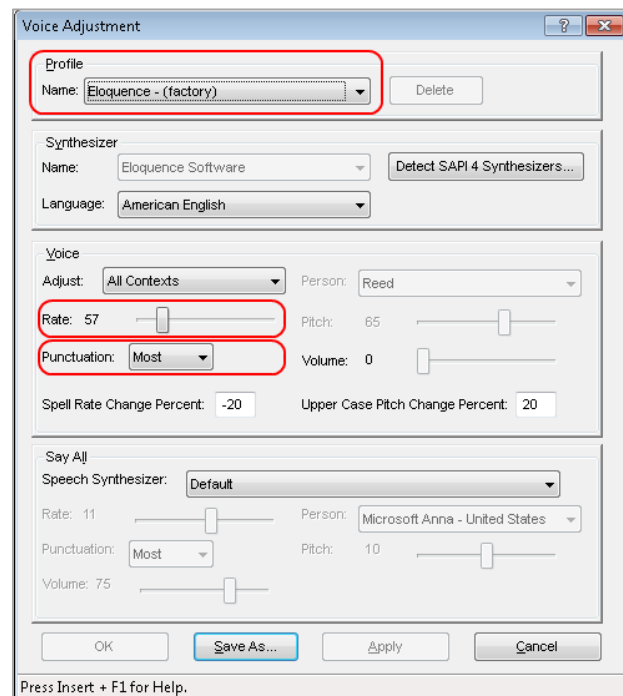 Voice Adjustment
Profile
Name: Eloquence - (factory) Delete
Synthesizer
Name: Eloquence Software Detect SAPI 4 Synthesizers...
Language: American English
Voice
Adjust: All Contexts Person: Reed
Rate: 57 Pitch: 65
Punctuation: Most Volume: 0
Spell Rate Change Percent: -20 Upper Case Pitch Change Percent: 20
Say All
Speech Synthesizer: Default
Rate: 11 Person: Microsoft Anna - United States
Punctuation: Most Pitch: 10
Volume: 75
OK Save As... Apply Cancel
Press Insert + F1 for Help.